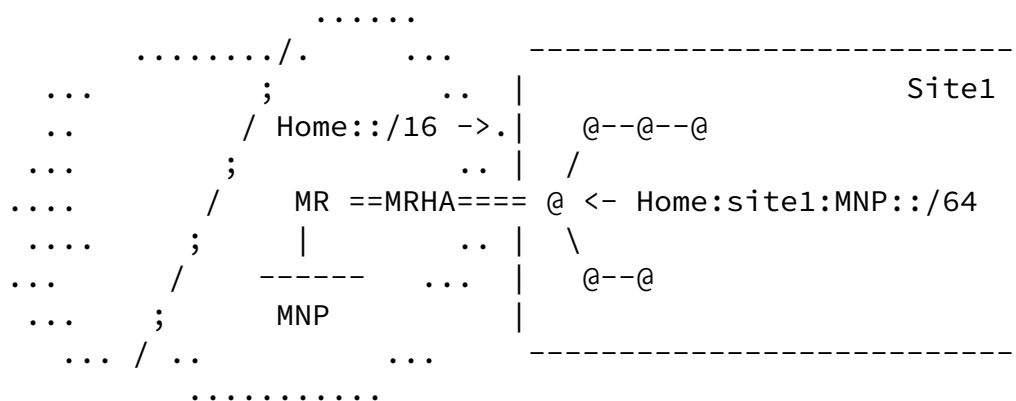 Site1
Home::/16 ->. @--@--@
MR ==MRHA==== @ <- Home:site1:MNP::/64
@--@
MNP